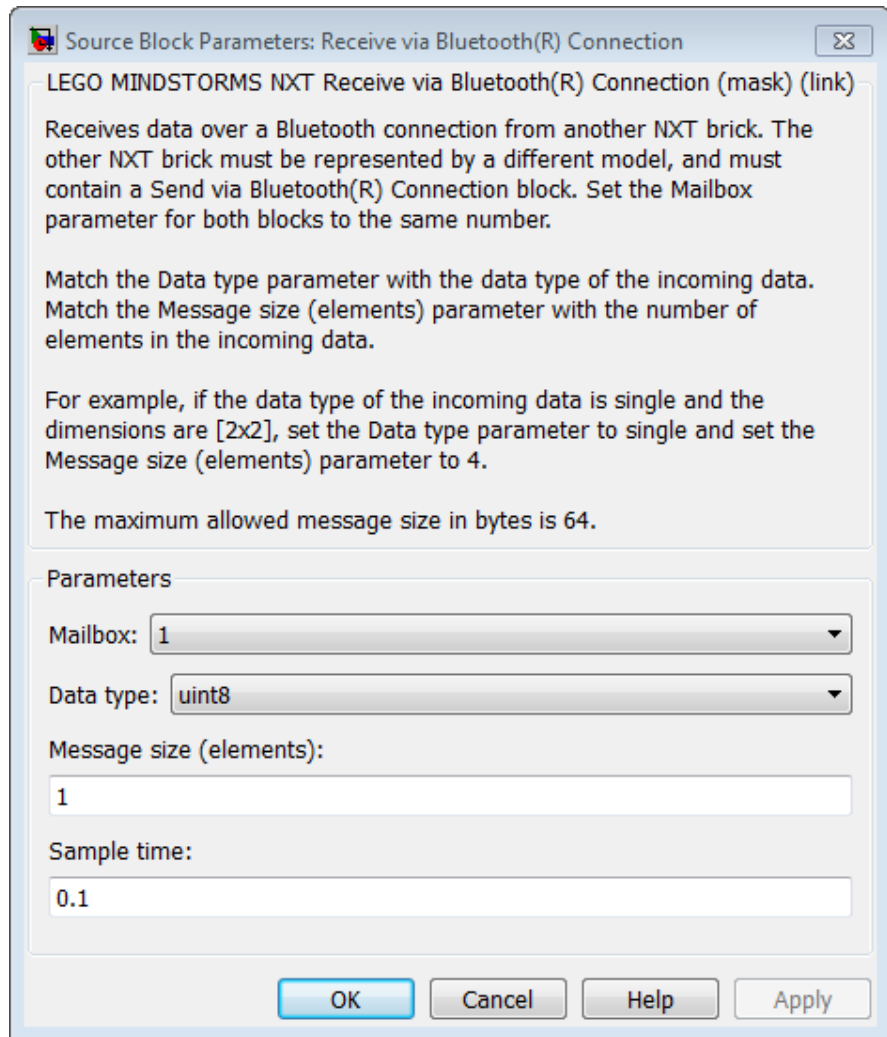 Source Block Parameters: Receive via Bluetooth(R) Connection
LEGO MINDSTORMS NXT Receive via Bluetooth(R) Connection (mask) (link)
Receives data over a Bluetooth connection from another NXT brick. The
other NXT brick must be represented by a different model, and must
contain a Send via Bluetooth(R) Connection block. Set the Mailbox
parameter for both blocks to the same number.
Match the Data type parameter with the data type of the incoming data.
Match the Message size (elements) parameter with the number of
elements in the incoming data.
For example, if the data type of the incoming data is single and the
dimensions are [2x2], set the Data type parameter to single and set the
Message size (elements) parameter to 4.
The maximum allowed message size in bytes is 64.
Parameters
Mailbox: 1
Data type: uint8
Message size (elements):
1
Sample time:
0.1
OK Cancel Help Apply